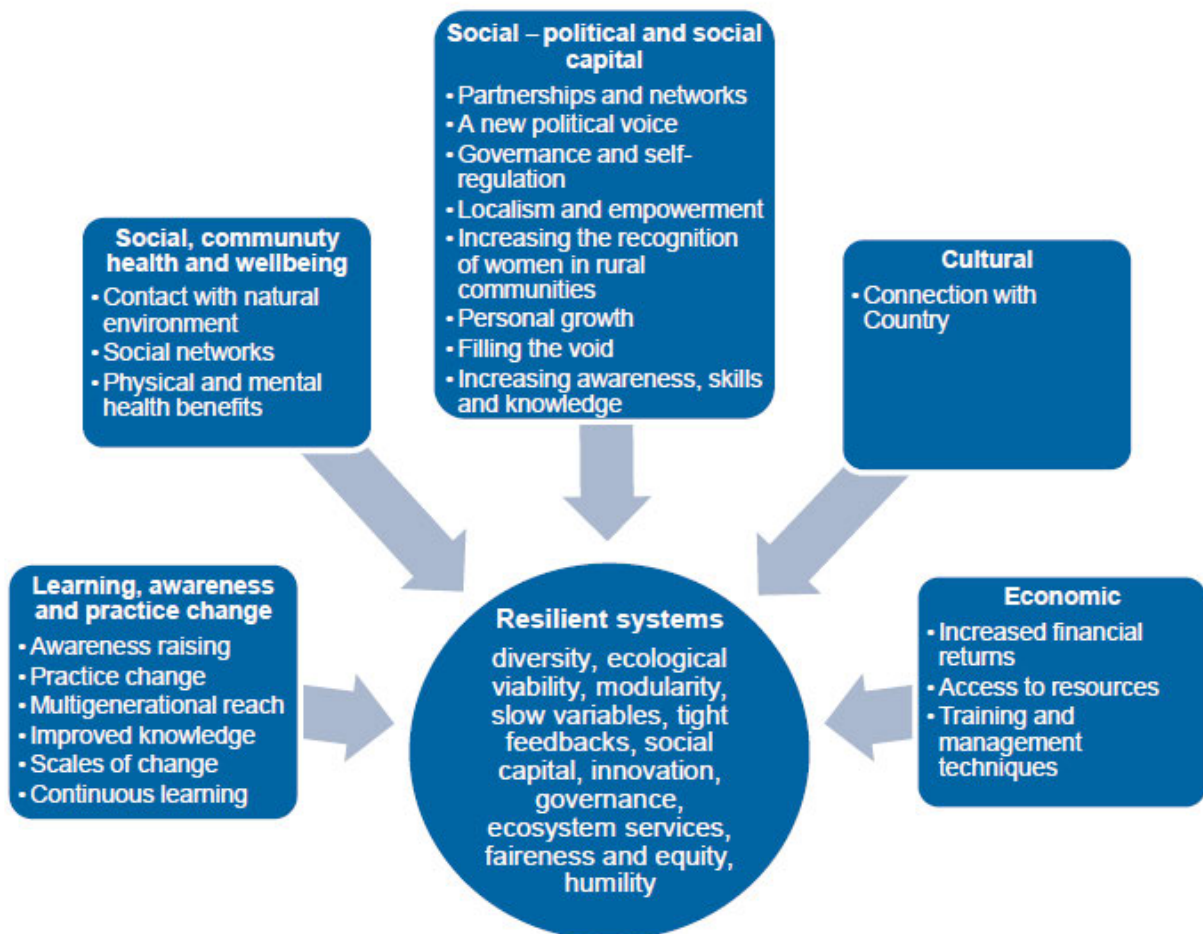 Social – political and social
capital
• Partnerships and networks
• A new political voice
• Governance and self-
regulation
• Localism and empowerment
• Increasing the recognition
of women in rural
communities
• Personal growth
• Filling the void
• Increasing awareness, skills
and knowledge
Social, communuty
health and wellbeing
• Contact with natural
environment
• Social networks
• Physical and mental
health benefits
Cultural
• Connection with
Country
Learning, awareness
and practice change
• Awareness raising
• Practice change
• Multigenerational reach
• Improved knowledge
• Scales of change
• Continuous learning
Resilient systems
diversity, ecological
viability, modularity,
slow variables, tight
feedbacks, social
capital, innovation,
governance,
ecosystem services,
faireness and equity,
humility
Economic
• Increased financial
returns
• Access to resources
• Training and
management
techniques